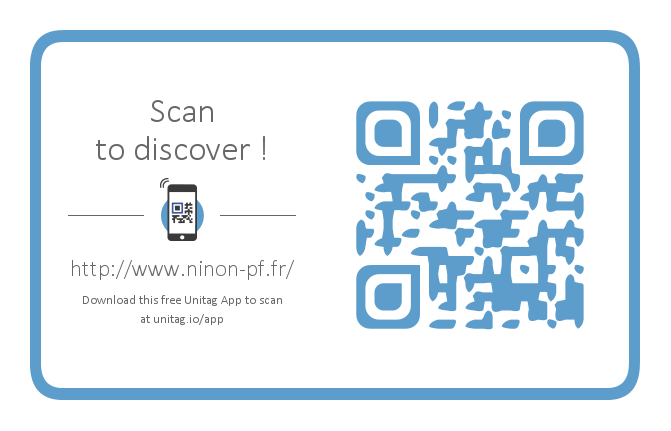 Scan
to discover !
http://www.ninon-pf.fr/
Download this free Unitag App to scan
at unitag.io/app